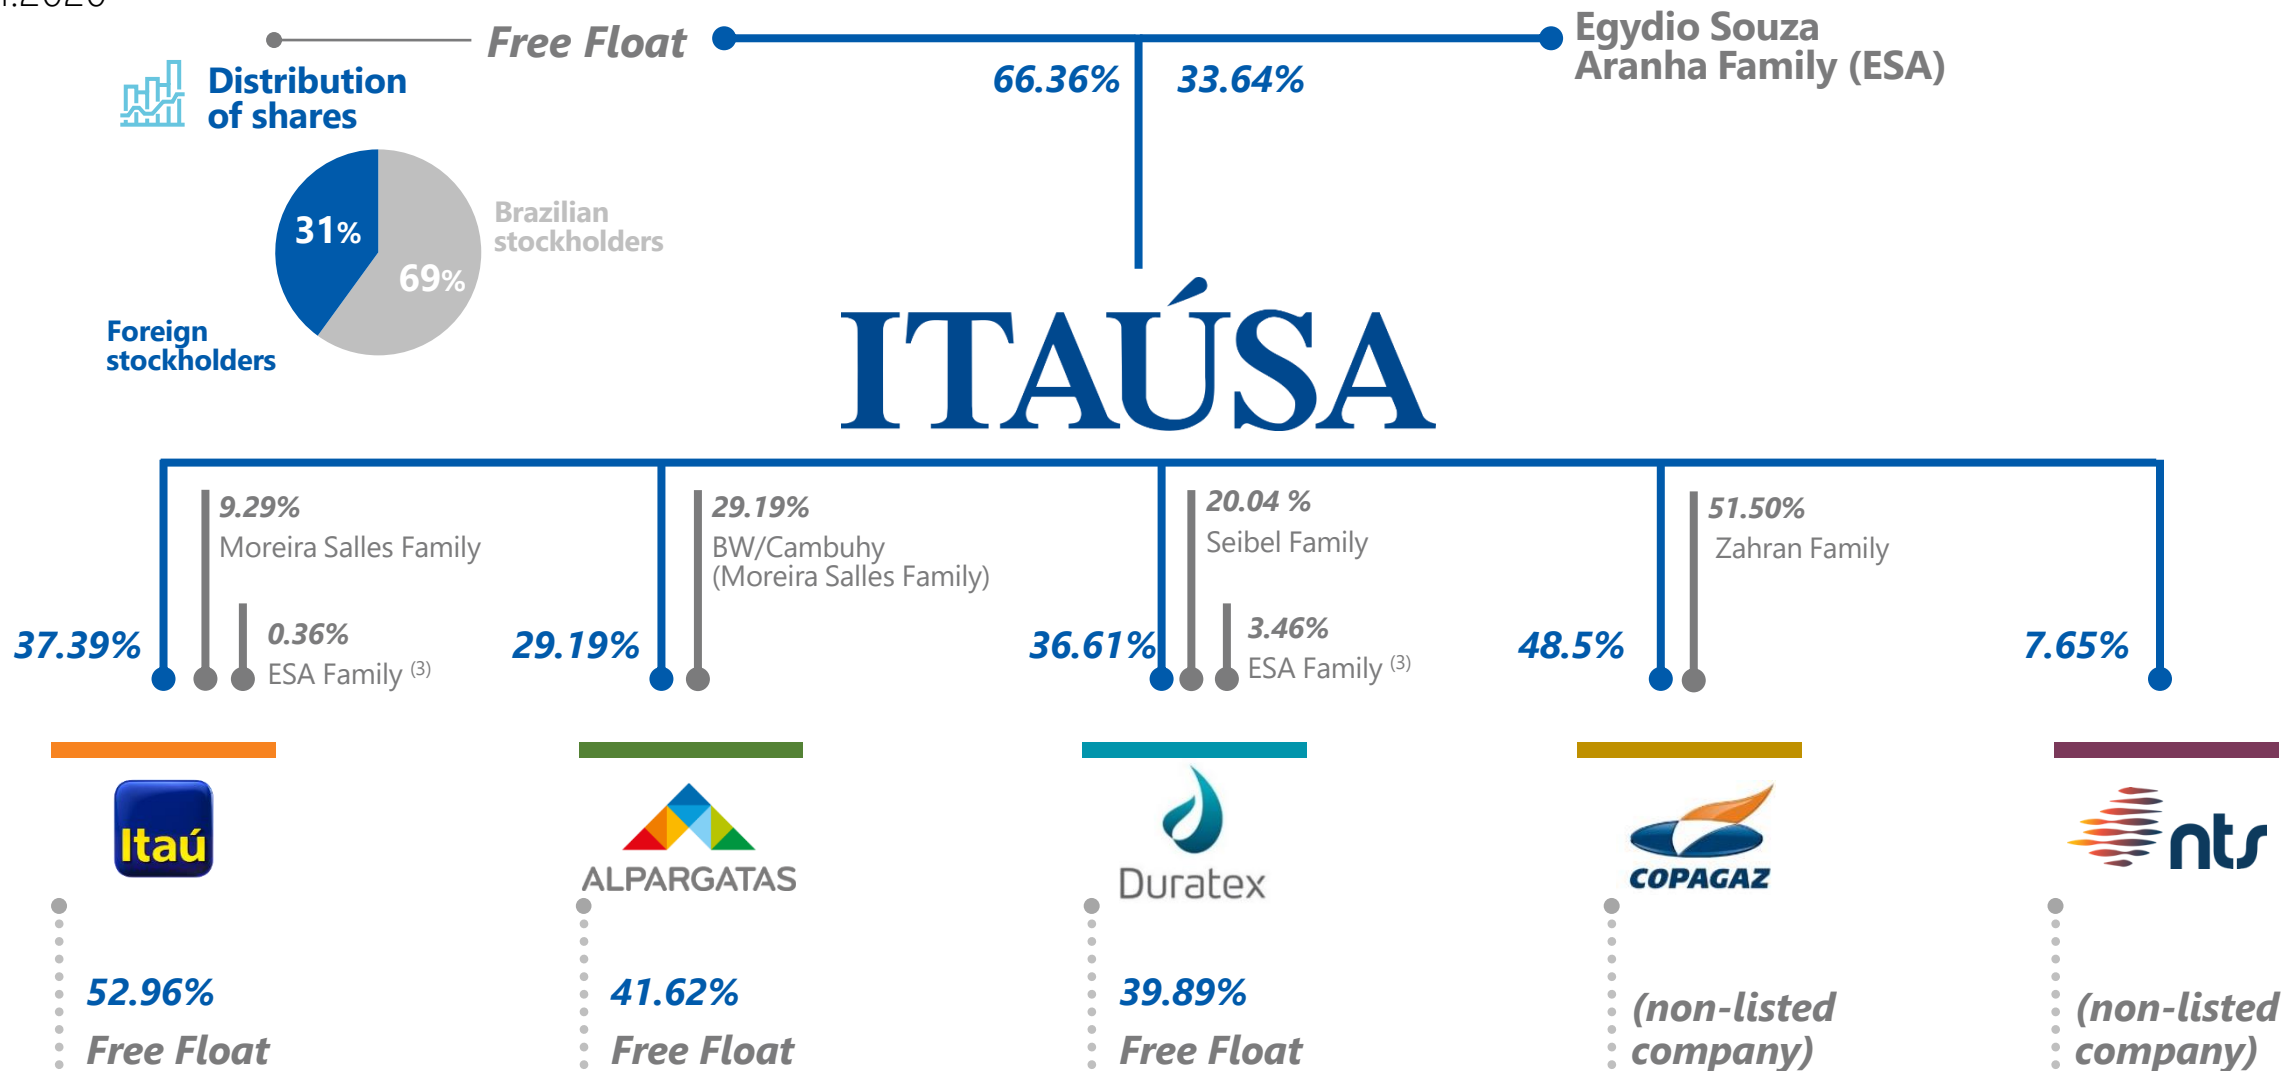 Free Float
Egydio Souza
Aranha Family (ESA)
66.36%
33.64%
Distribution
of shares
31%
69%
Brazilian
stockholders
Foreign
stockholders
ITAÚSA
9.29%
Moreira Salles Family
0.36%
ESA Family (3)
37.39%
29.19%
BW/Cambuhy
(Moreira Salles Family)
29.19%
20.04 %
Seibel Family
3.46%
ESA Family (3)
36.61%
51.50%
Zahran Family
48.5%
7.65%
Itaú
ALPARGATAS
Duratex
COPAGAZ
nts
52.96%
Free Float
41.62%
Free Float
39.89%
Free Float
(non-listed
company)
(non-listed
company)